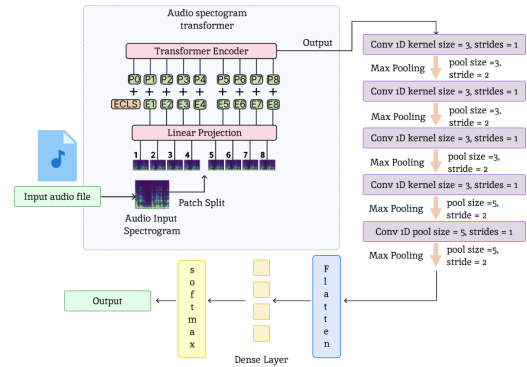 Audio spectogram
transformer
Transformer Encoder
Output
P0 P1 P2 P3 P4 P5 P6 P7 P8
+ + + + + + + + +
ECLS E1 E2 E3 E4 E5 E6 E7 E8
Linear Projection
1 2 3 4 5 6 7 8
Input audio file
Patch Split
Audio Input
Spectrogram
Conv 1D kernel size = 3, strides = 1
Max Pooling
pool size =3,
stride = 2
Conv 1D kernel size = 3, strides = 1
Max Pooling
pool size =3,
stride = 2
Conv 1D kernel size = 3, strides = 1
Max Pooling
pool size =3,
stride = 2
Conv 1D kernel size = 3, strides = 1
Max Pooling
pool size =5,
stride = 2
Conv 1D pool size = 5, strides = 1
Max Pooling
pool size =5,
stride = 2
Flatten
Dense Layer
softmax
Output